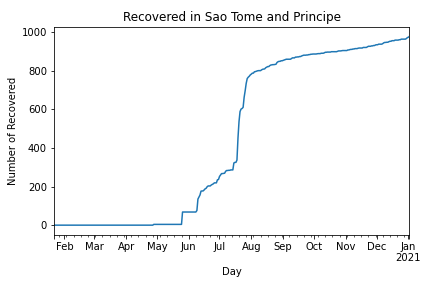 Recovered in Sao Tome and Principe
Number of Recovered
1000
800
600
400
200
0
Feb Mar Apr May Jun Jul Aug Sep Oct Nov Dec Jan
2021
Day